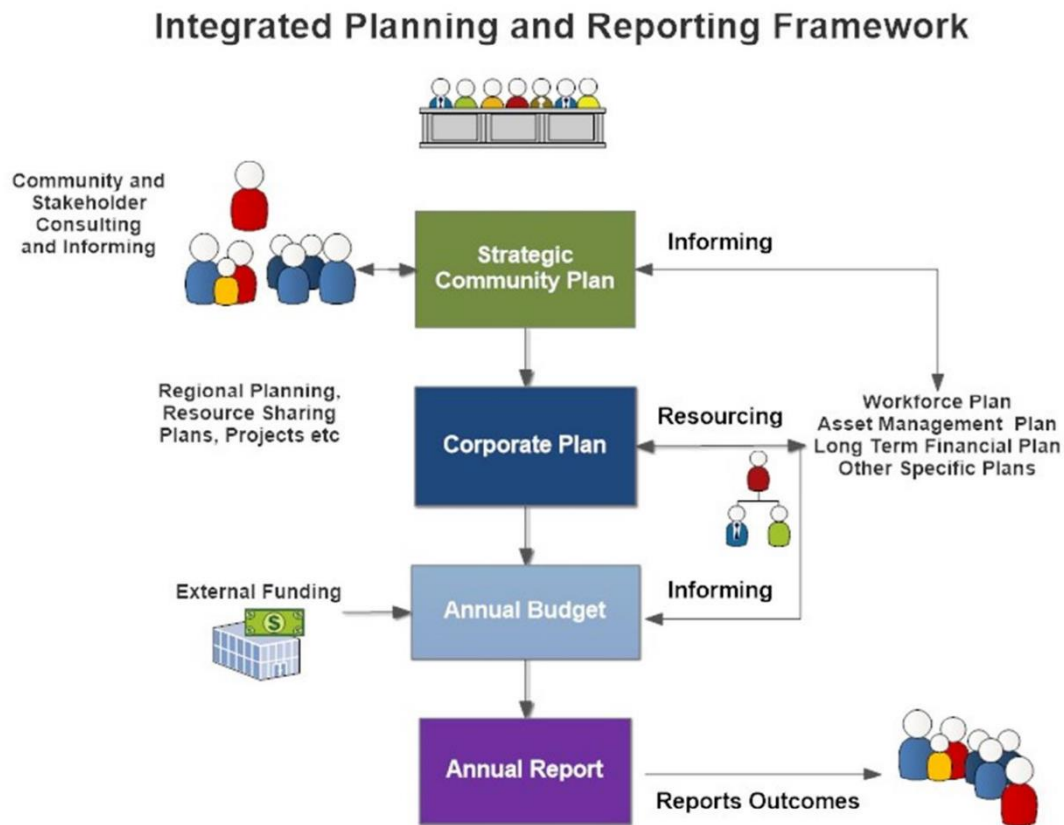 Integrated Planning and Reporting Framework
Community and
Stakeholder
Consulting
and Informing
Strategic
Community Plan
Informing
Regional Planning,
Resource Sharing
Plans, Projects etc
Corporate Plan
Resourcing
Workforce Plan
Asset Management Plan
Long Term Financial Plan
Other Specific Plans
External Funding
$
Annual Budget
Informing
Annual Report
Reports Outcomes